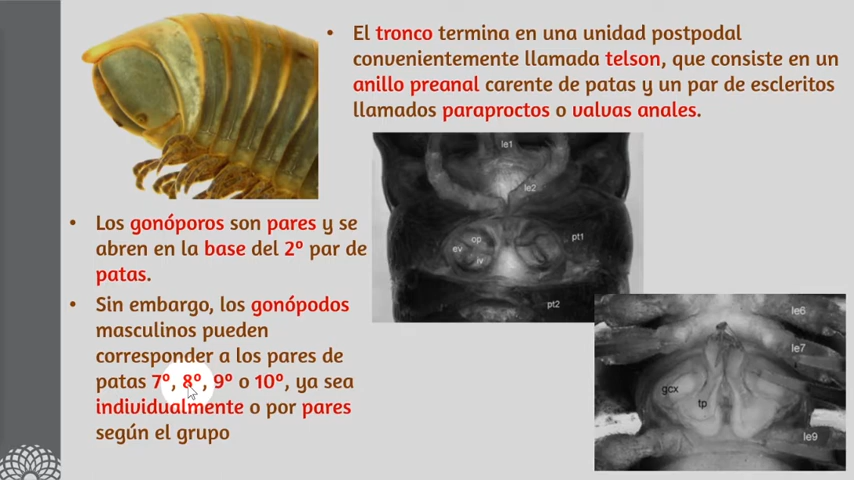 El tronco termina en una unidad postpodal
convenientemente llamada telson, que consiste en un
anillo preanal carente de patas y un par de escleritos
llamados paraproctos o valvas anales.
le1
le2
op
ev
iv
pt1
pt2
Los gonóporos son pares y se
abren en la base del 2º par de
patas.
Sin embargo, los gonópodos
masculinos pueden
corresponder a los pares de
patas 7º, 8º, 9º o 10º, ya sea
individualmente o por pares
según el grupo
le6
le7
gcx
tp
le9